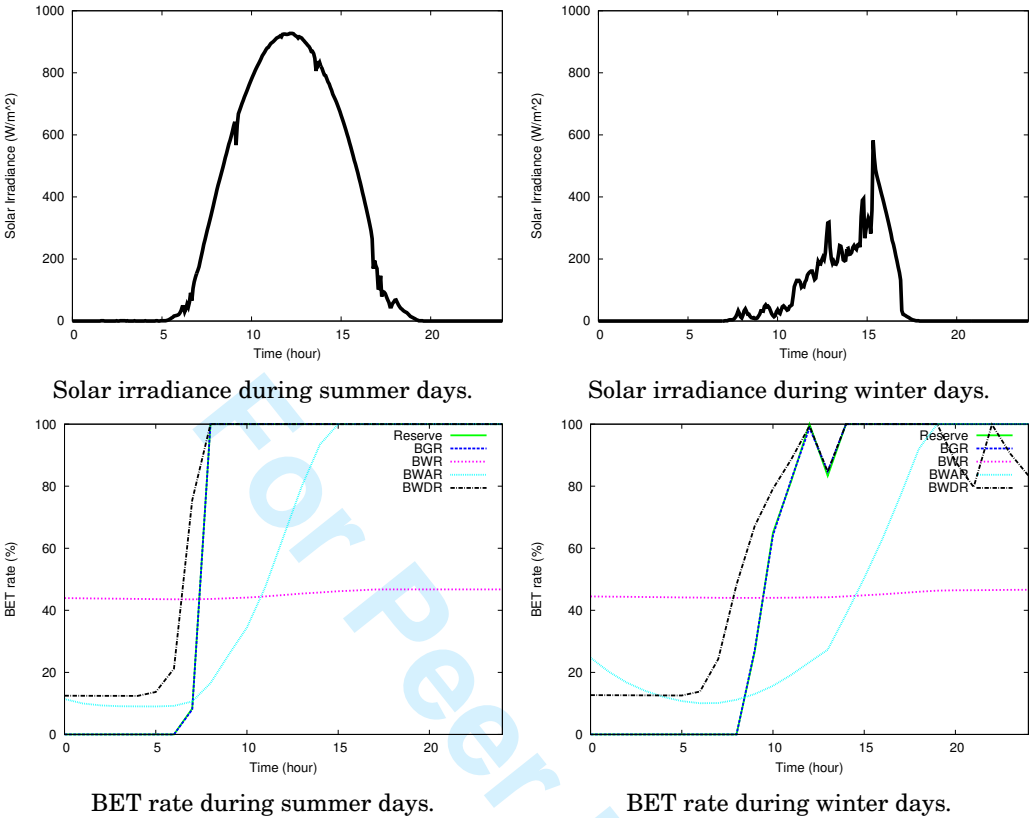 1000
800
600
400
200
0
Solar Irradiance (W/m^2)
0 5 10 15 20
Time (hour)
Solar irradiance during summer days.
1000
800
600
400
200
0
Solar Irradiance (W/m^2)
0 5 10 15 20
Time (hour)
Solar irradiance during winter days.
100
80
60
40
20
0
BET rate (%)
Reserve
BGR
BWR
BWAR
BWDR
0 5 10 15 20
Time (hour)
BET rate during summer days.
100
80
60
40
20
0
BET rate (%)
Reserve
BGR
BWR
BWAR
BWDR
0 5 10 15 20
Time (hour)
BET rate during winter days.
For Peer